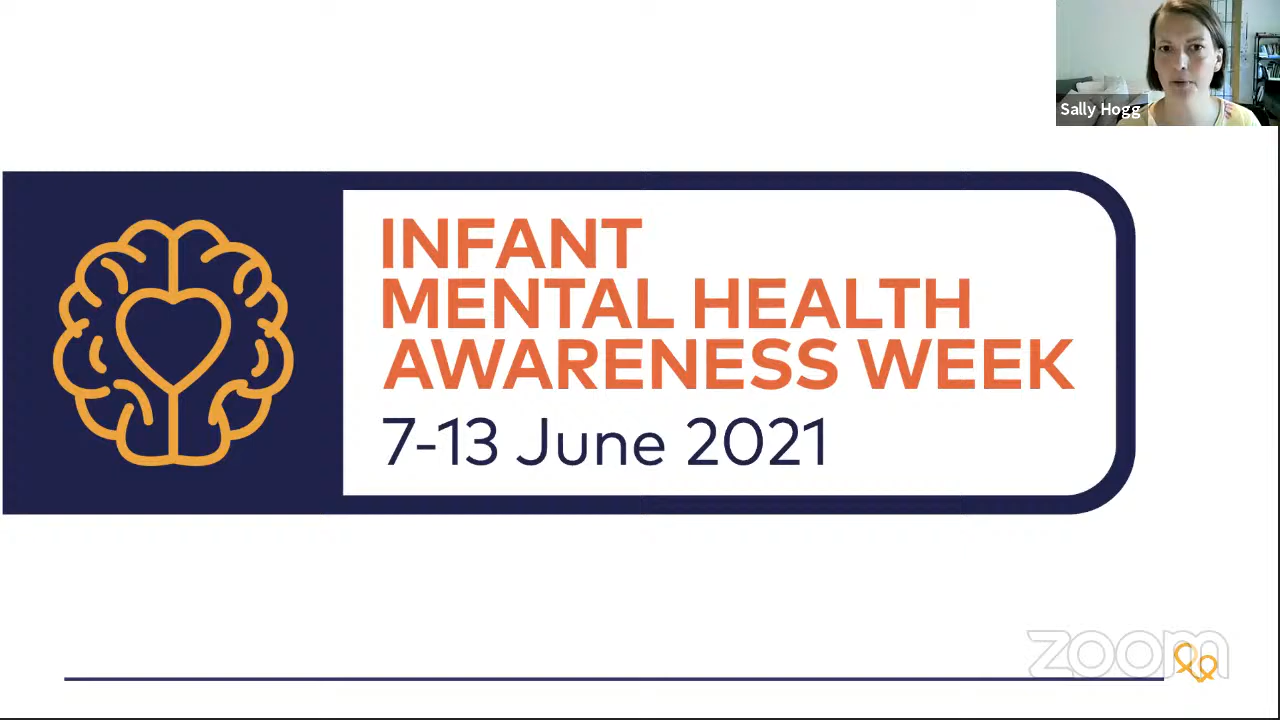 Sally Hogg
INFANT
MENTAL HEALTH
AWARENESS WEEK
7-13 June 2021
zoom